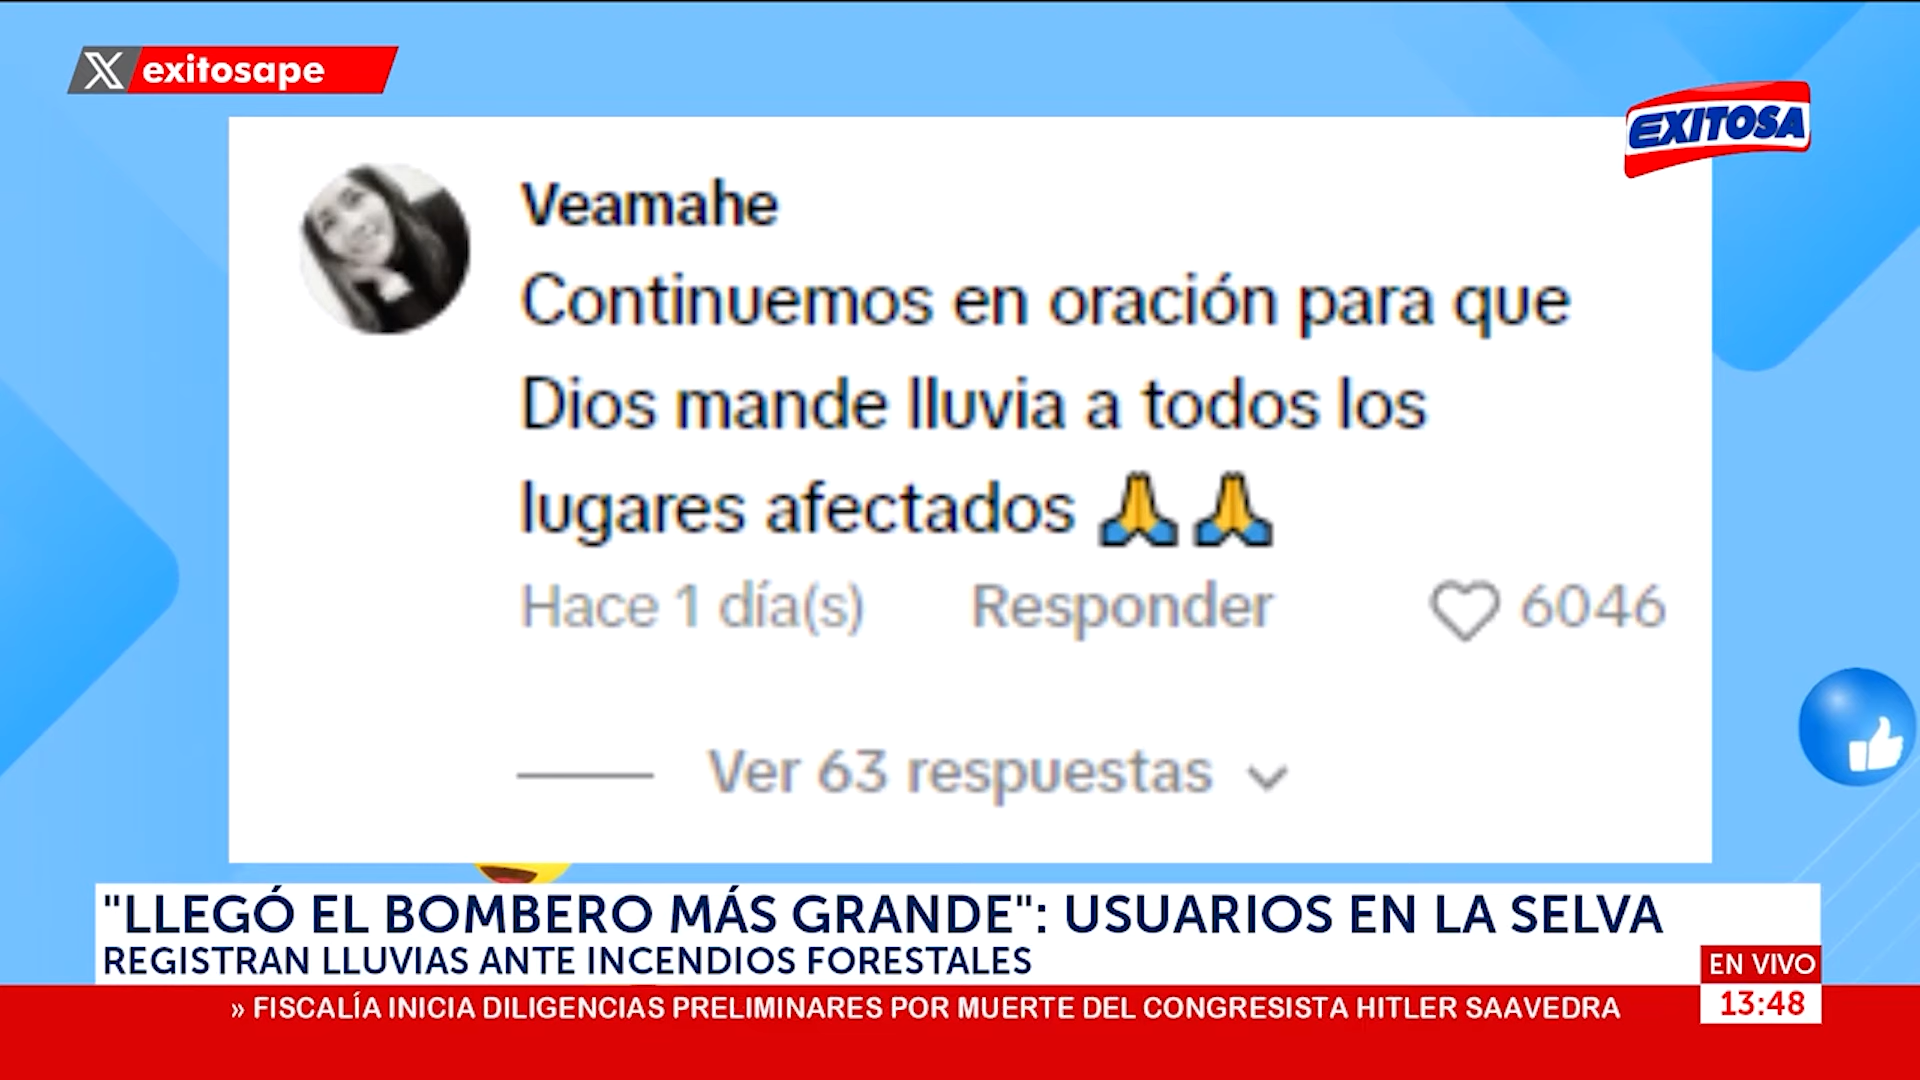 X exitosape
EXITOSA
Veamahe
Continuemos en oración para que
Dios mande lluvia a todos los
lugares afectados 🙏🙏
Hace 1 día(s) Responder 6046
Ver 63 respuestas
"LLEGÓ EL BOMBERO MÁS GRANDE": USUARIOS EN LA SELVA
REGISTRAN LLUVIAS ANTE INCENDIOS FORESTALES
EN VIVO
» FISCALÍA INICIA DILIGENCIAS PRELIMINARES POR MUERTE DEL CONGRESISTA HITLER SAAVEDRA
13:48